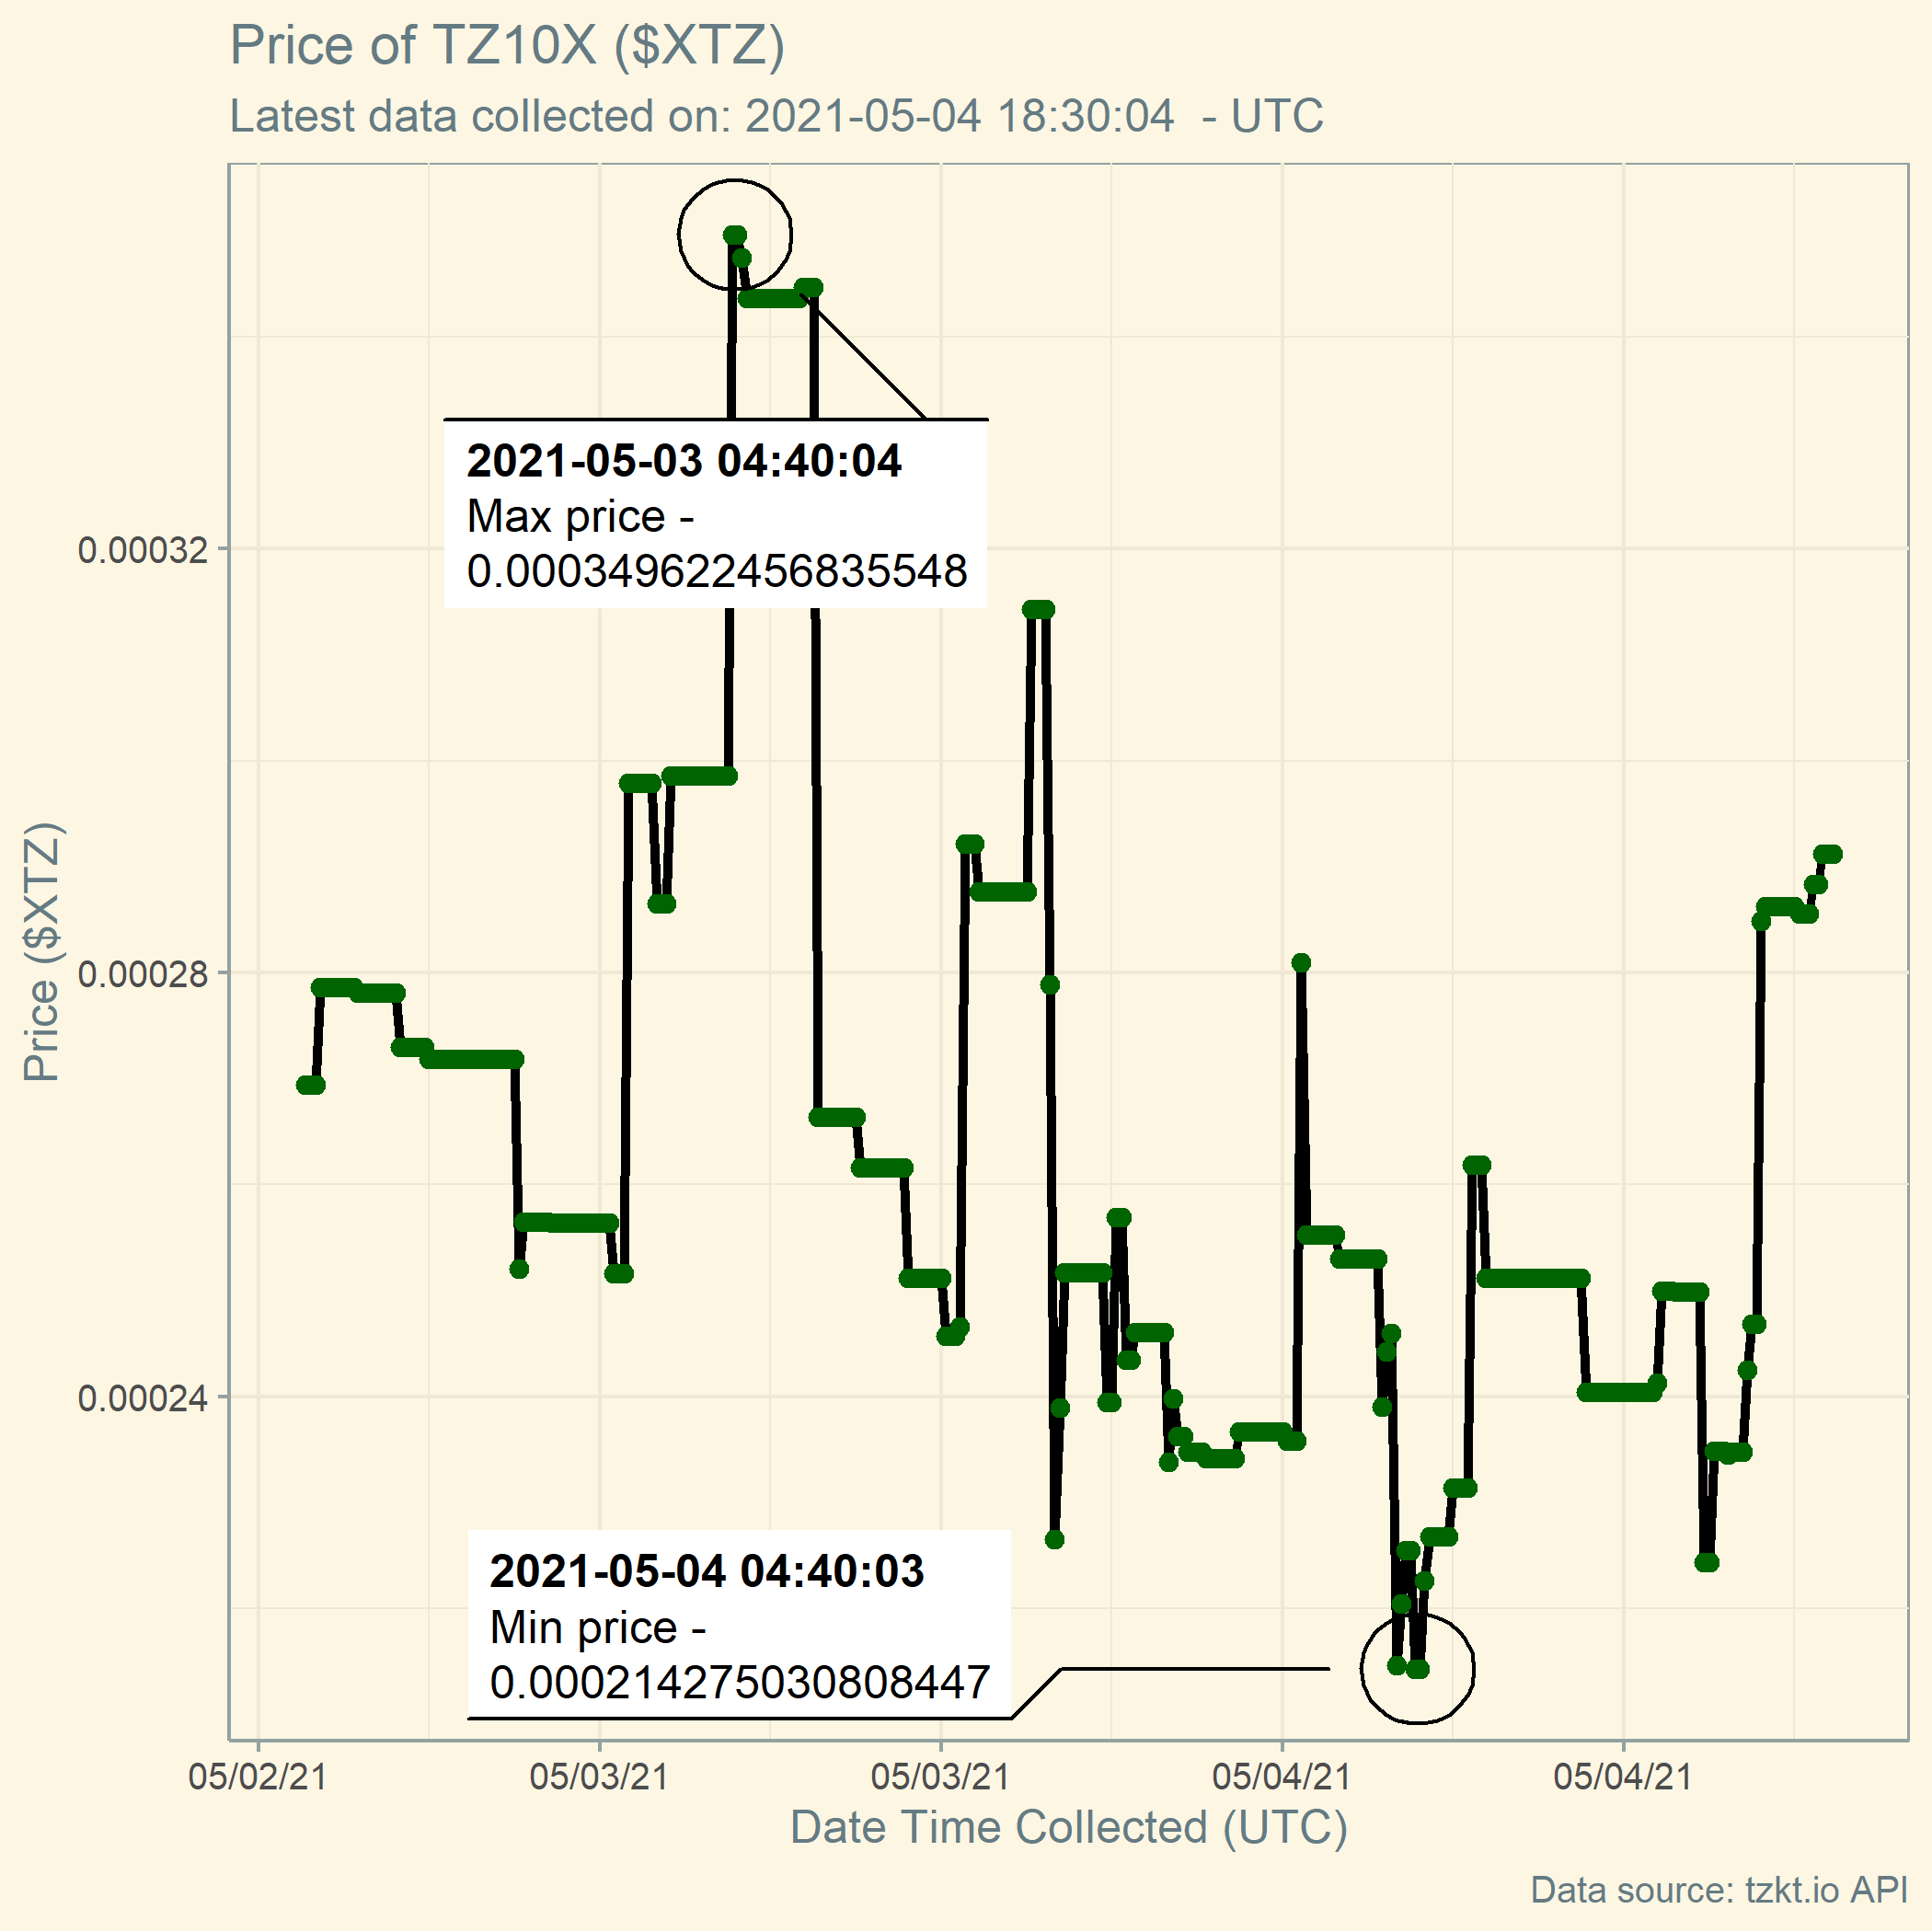 Price of TZ10X ($XTZ)
Latest data collected on: 2021-05-04 18:30:04  - UTC
2021-05-03 04:40:04
Max price -
0.000349622456835548
0.00032
0.00028
0.00024
Price ($XTZ)
2021-05-04 04:40:03
Min price -
0.000214275030808447
05/02/21 05/03/21 05/03/21 05/04/21 05/04/21
Date Time Collected (UTC)
Data source: tzkt.io API